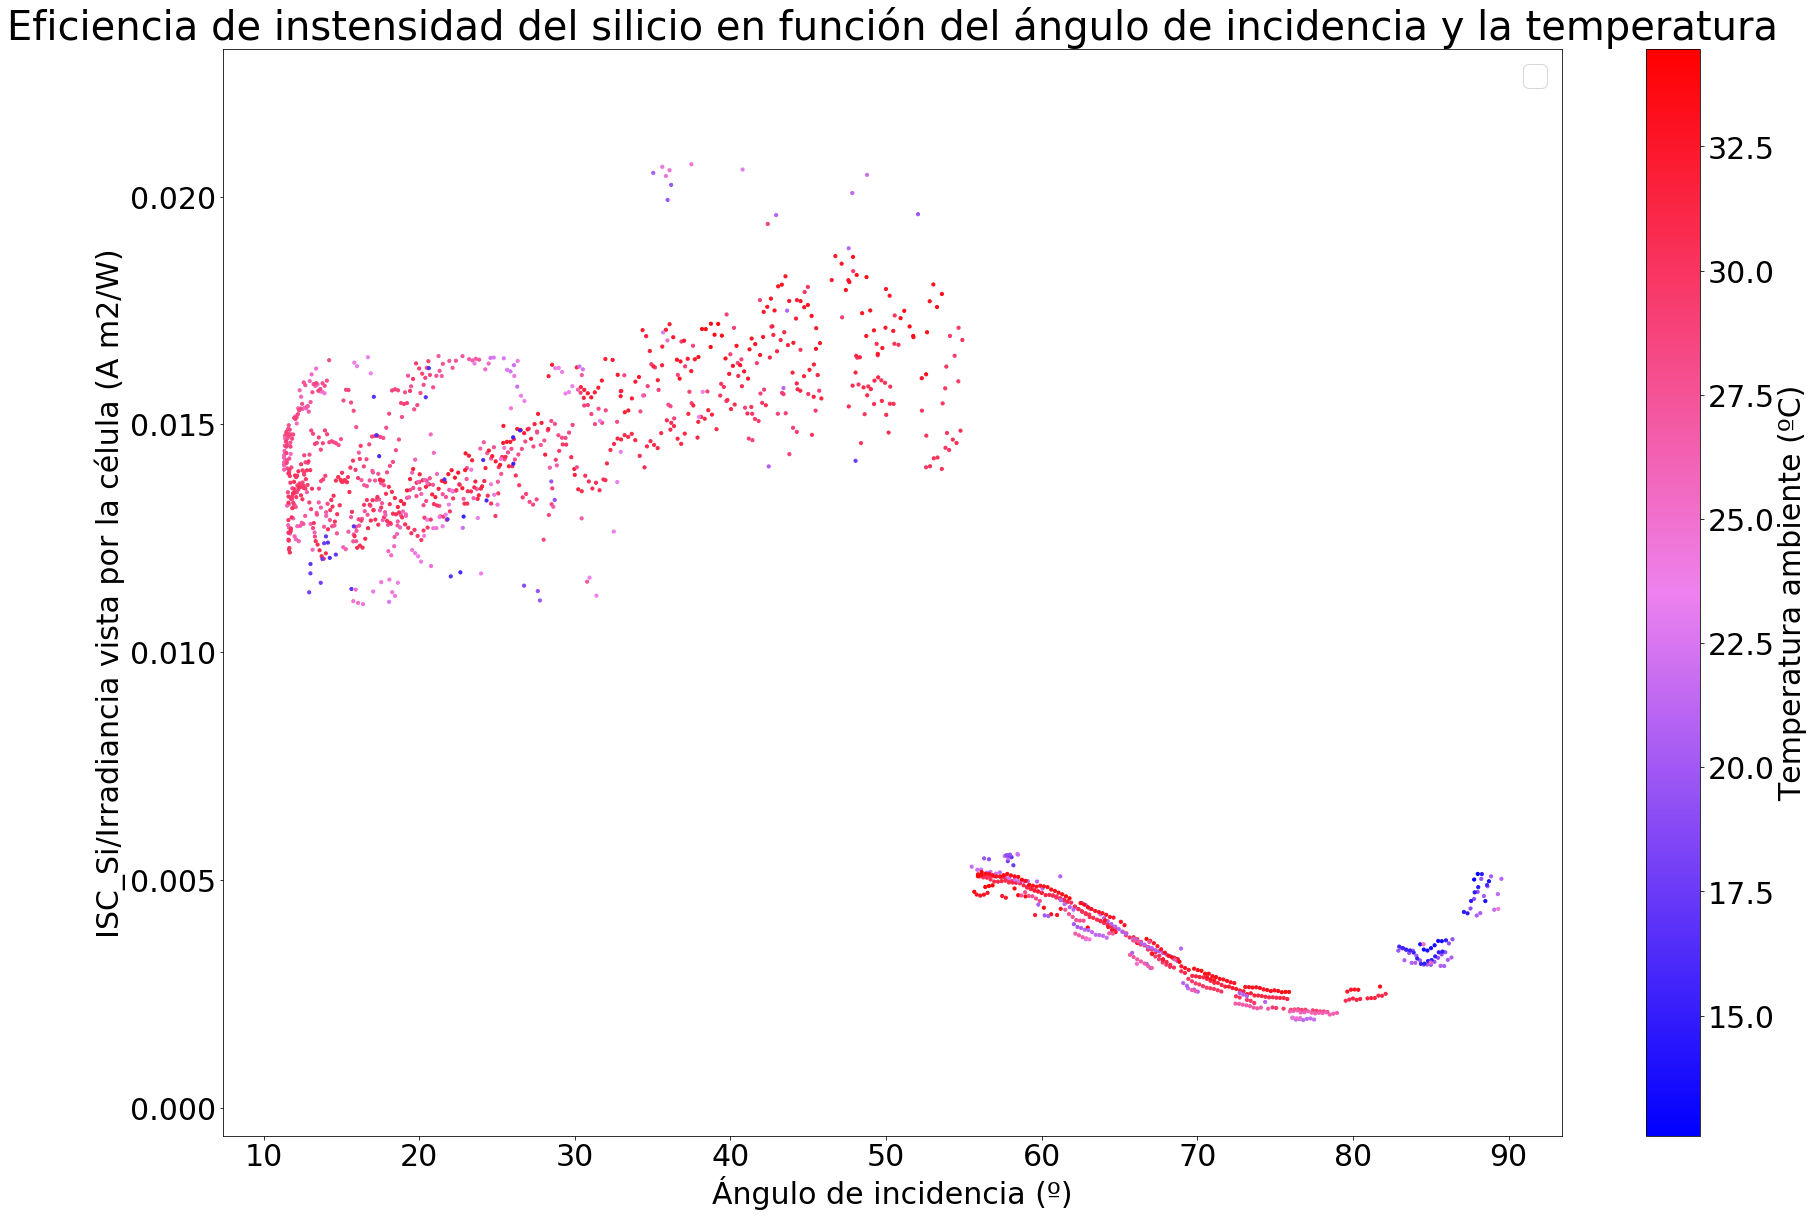 Eficiencia de instensidad del silicio en función del ángulo de incidencia y la temperatura
ISC_Si/Irradiancia vista por la célula (A m2/W)
0.020
0.015
0.010
0.005
0.000
10 20 30 40 50 60 70 80 90
Ángulo de incidencia (º)
32.5
30.0
27.5
25.0
22.5
20.0
17.5
15.0
Temperatura ambiente (ºC)